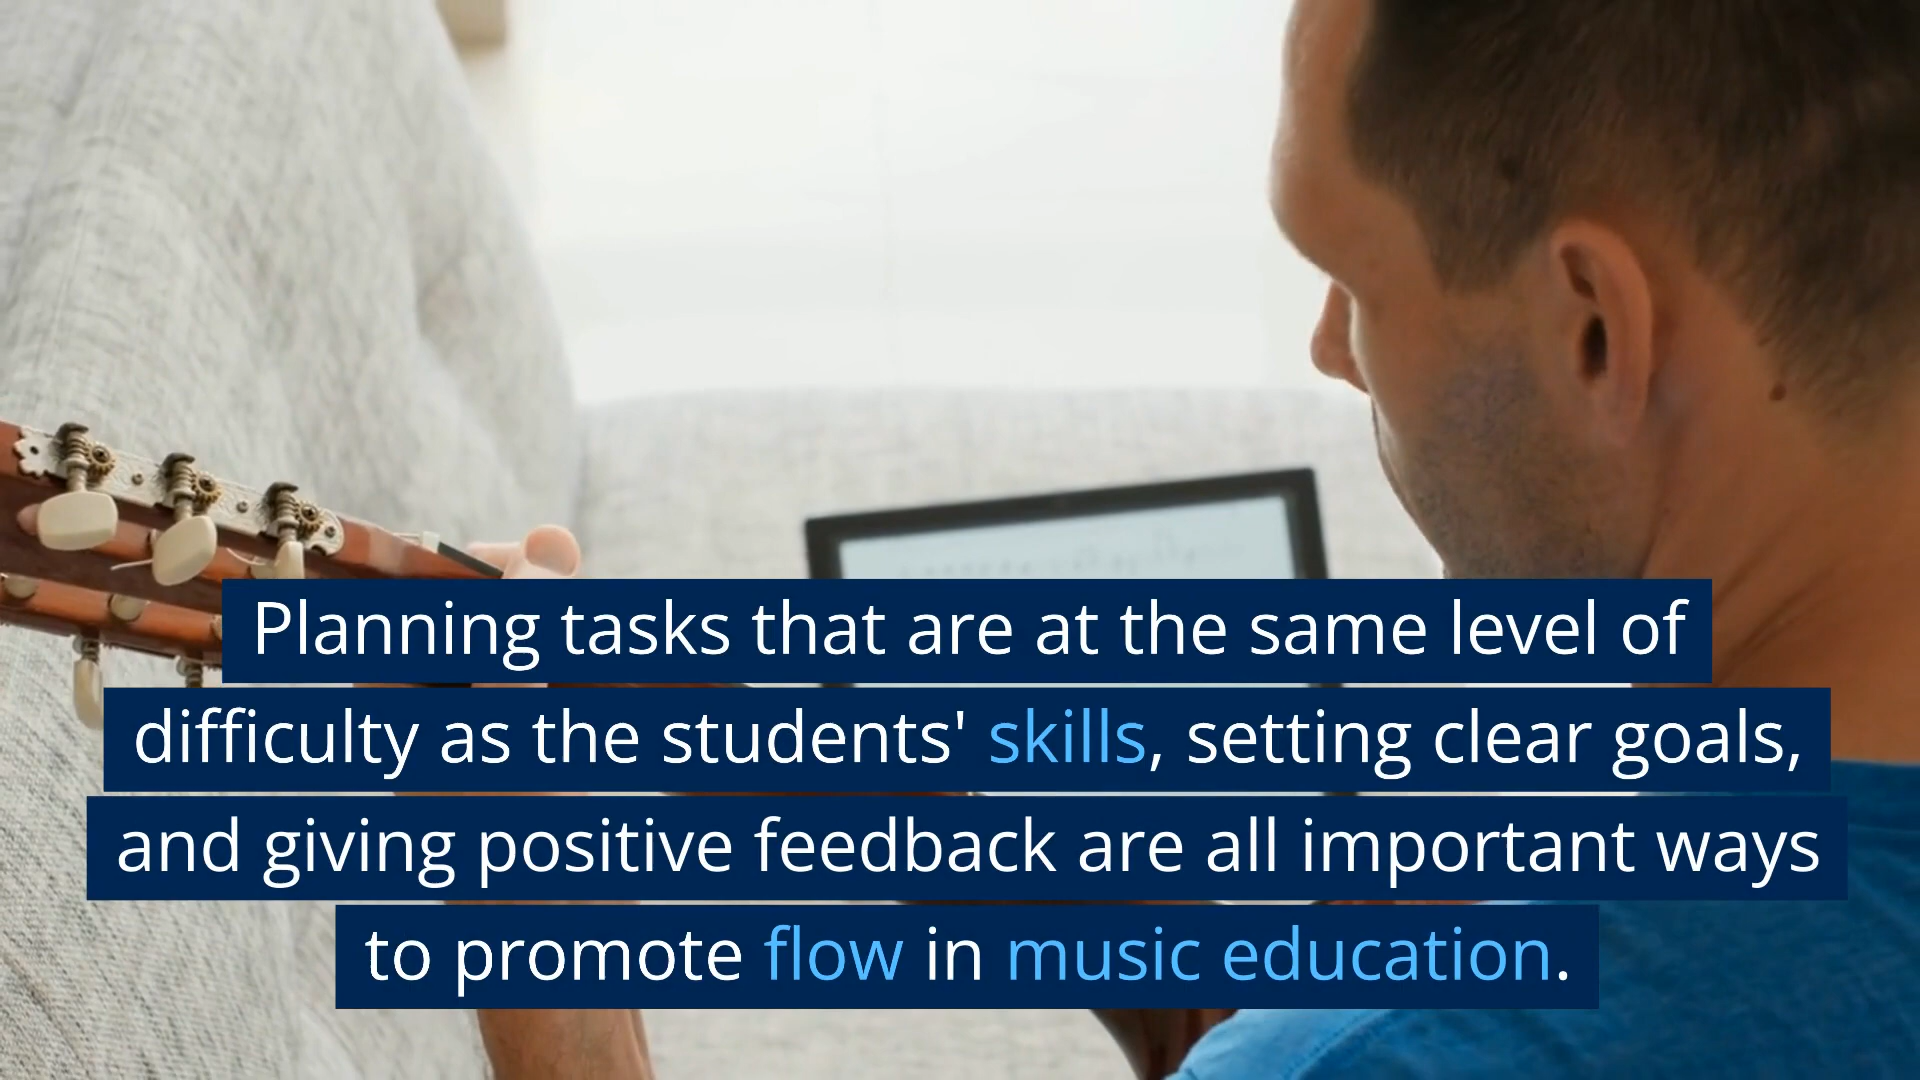 Planning tasks that are at the same level of
difficulty as the students' skills, setting clear goals,
and giving positive feedback are all important ways
to promote flow in music education.